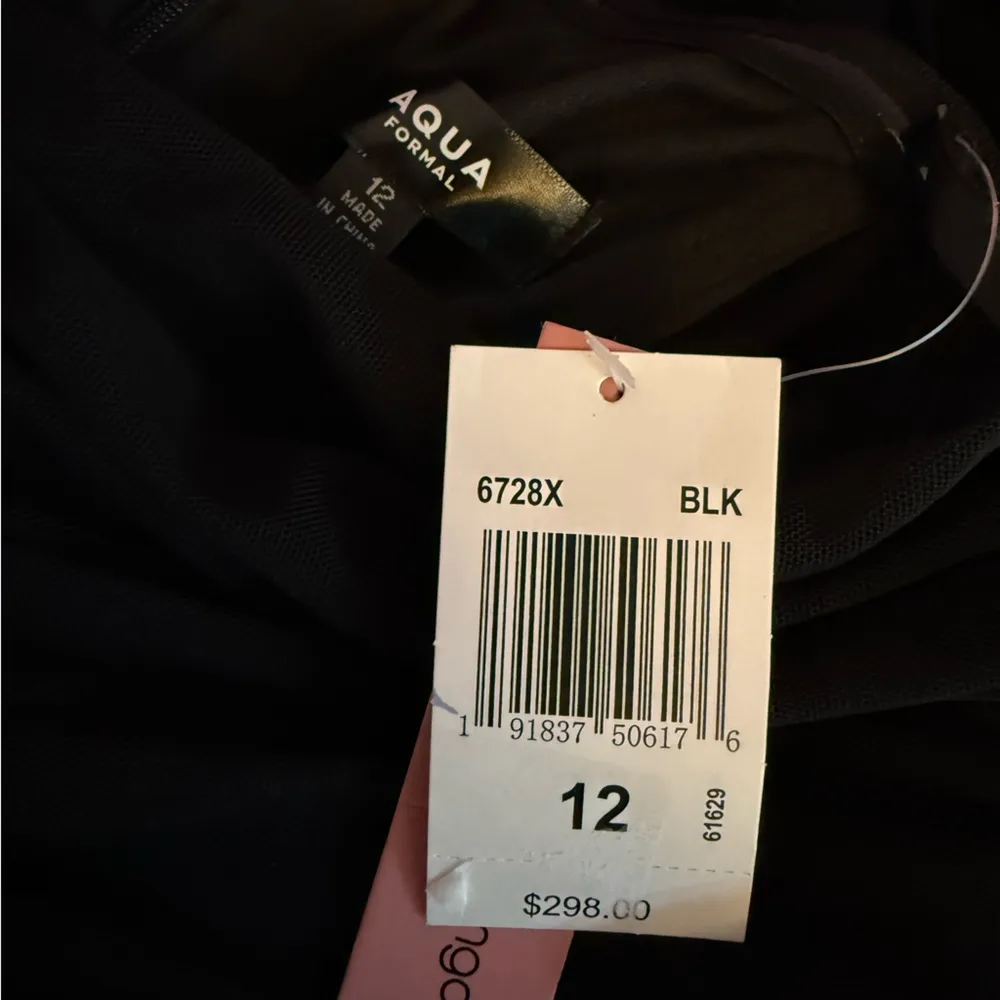 AQUA
FORMAL
12
MADE
IN CHINA
6728X
BLK
1 91837 50617 6
12
61629
$298.00